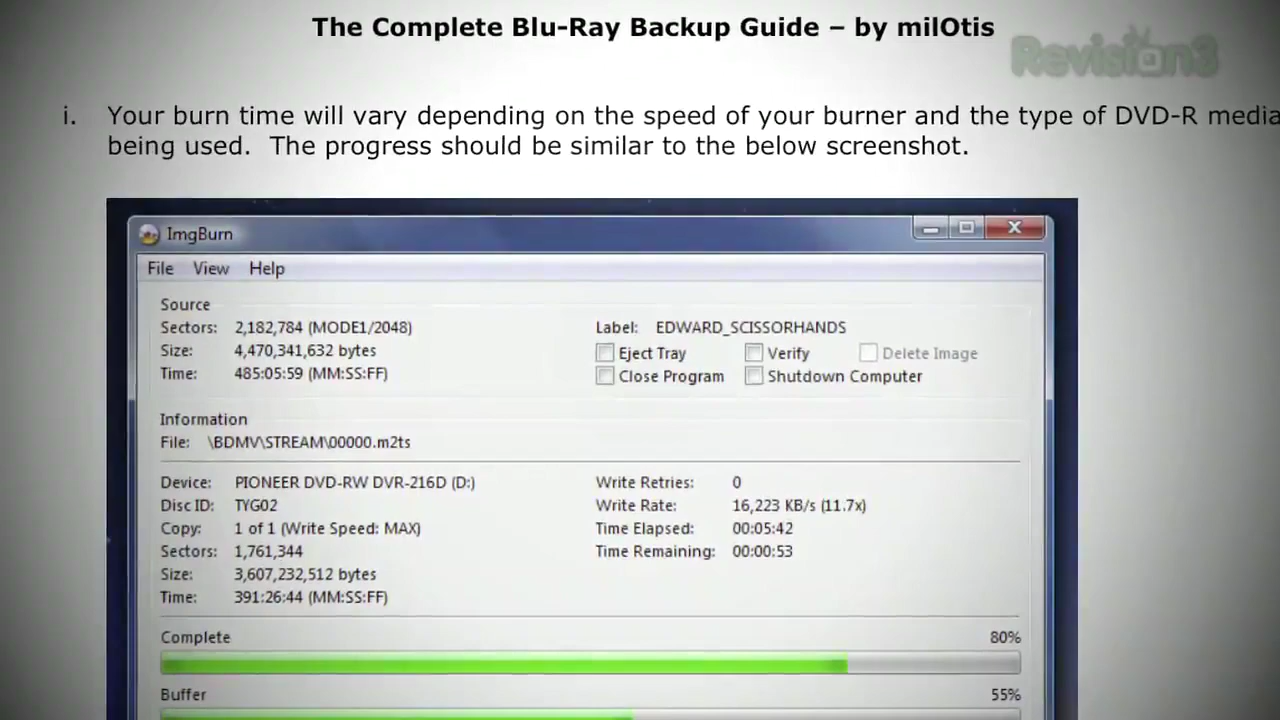 The Complete Blu-Ray Backup Guide – by milOtis
Revision3
i. Your burn time will vary depending on the speed of your burner and the type of DVD-R media
being used. The progress should be similar to the below screenshot.
ImgBurn
File View Help
Source
Sectors: 2,182,784 (MODE1/2048)
Size: 4,470,341,632 bytes
Time: 485:05:59 (MM:SS:FF)
Label: EDWARD_SCISSORHANDS
Eject Tray Verify Delete Image
Close Program Shutdown Computer
Information
File: \BDMV\STREAM\00000.m2ts
Device: PIONEER DVD-RW DVR-216D (D:)
Disc ID: TYG02
Copy: 1 of 1 (Write Speed: MAX)
Sectors: 1,761,344
Size: 3,607,232,512 bytes
Time: 391:26:44 (MM:SS:FF)
Write Retries: 0
Write Rate: 16,223 KB/s (11.7x)
Time Elapsed: 00:05:42
Time Remaining: 00:00:53
Complete 80%
Buffer 55%